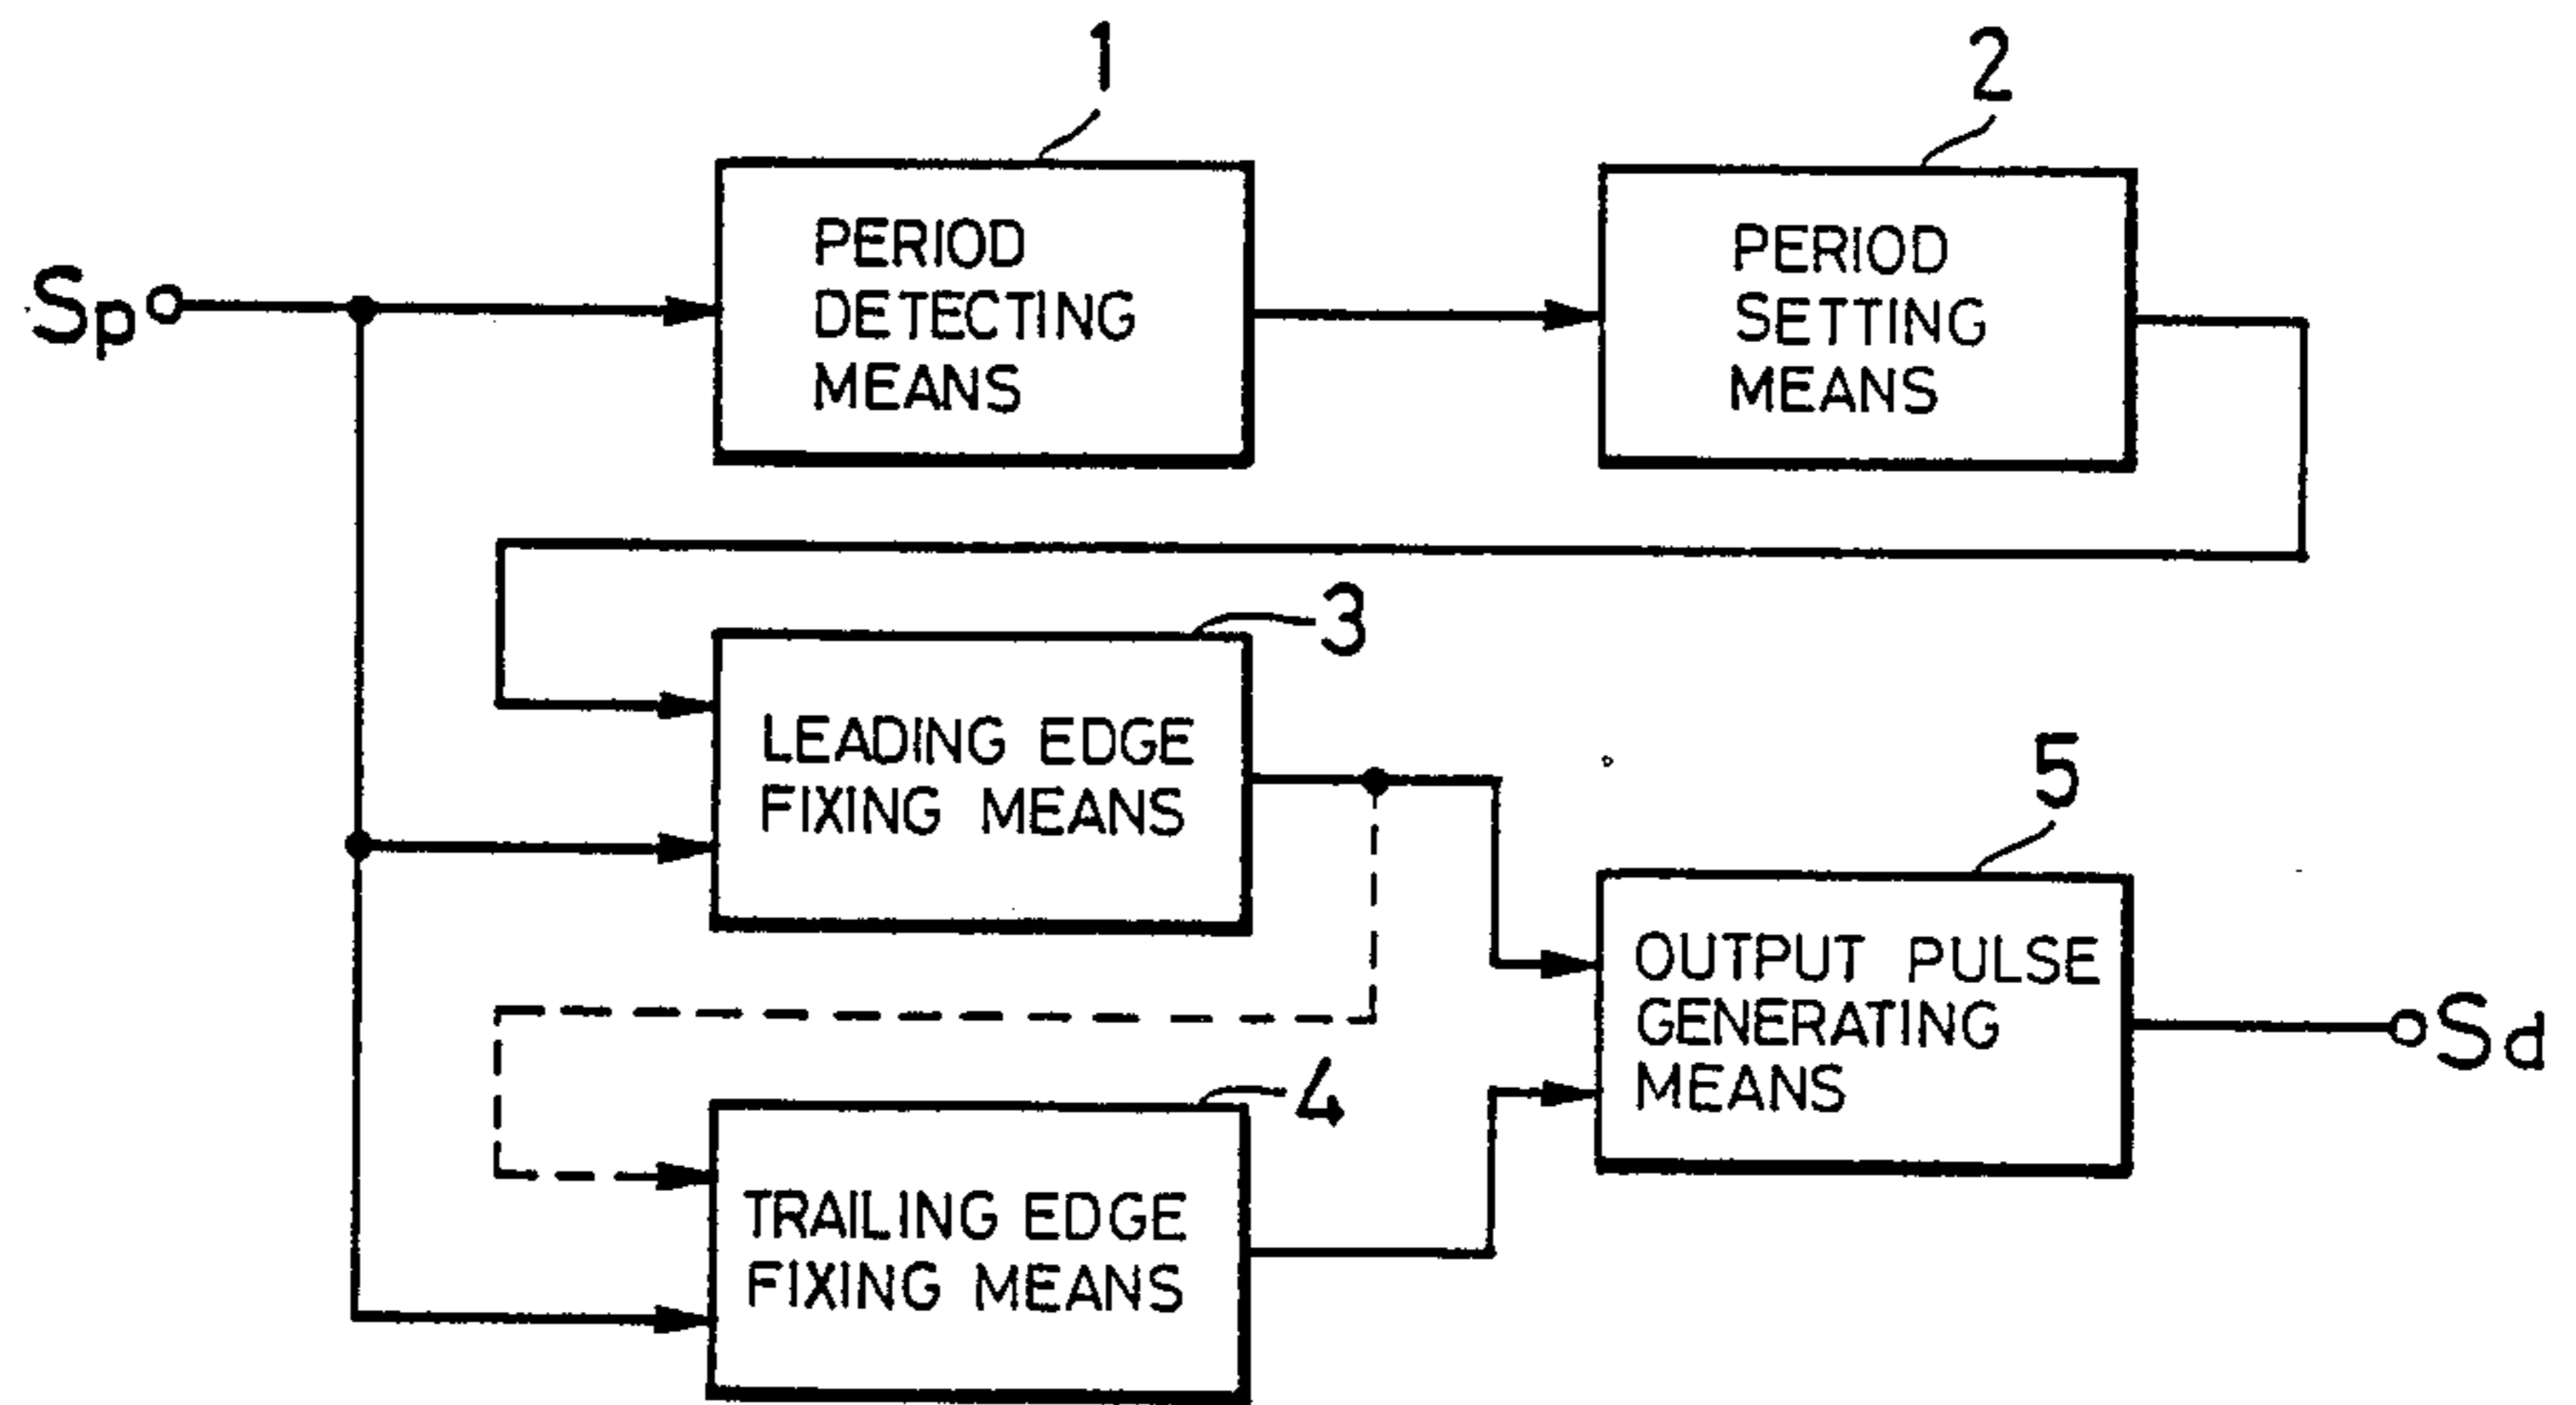 1
2
Sp
PERIOD
DETECTING
MEANS
PERIOD
SETTING
MEANS
3
LEADING EDGE
FIXING MEANS
5
OUTPUT PULSE
GENERATING
MEANS
Sd
4
TRAILING EDGE
FIXING MEANS